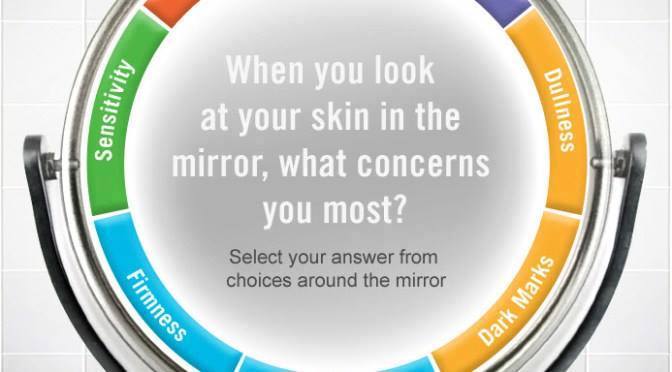 Sensitivity
Dullness
When you look
at your skin in the
mirror, what concerns
you most?
Select your answer from
choices around the mirror
Firmness
Dark Marks